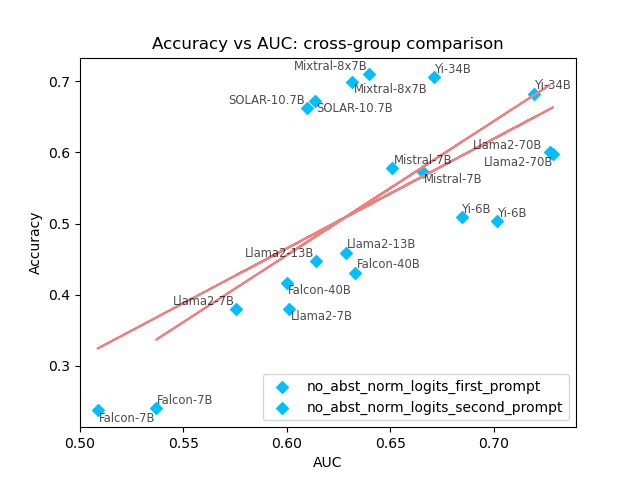 Accuracy vs AUC: cross-group comparison
Mixtral-8x7B
Yi-34B
Mixtral-8x7B
Yi-34B
SOLAR-10.7B
SOLAR-10.7B
Llama2-70B
Mistral-7B
Llama2-70B
Mistral-7B
Yi-6B
Yi-6B
Llama2-13B
Llama2-13B
Falcon-40B
Falcon-40B
Llama2-7B
Llama2-7B
Falcon-7B
Falcon-7B
0.7
0.6
0.5
0.4
0.3
Accuracy
no_abst_norm_logits_first_prompt
no_abst_norm_logits_second_prompt
0.50
0.55
0.60
0.65
0.70
AUC